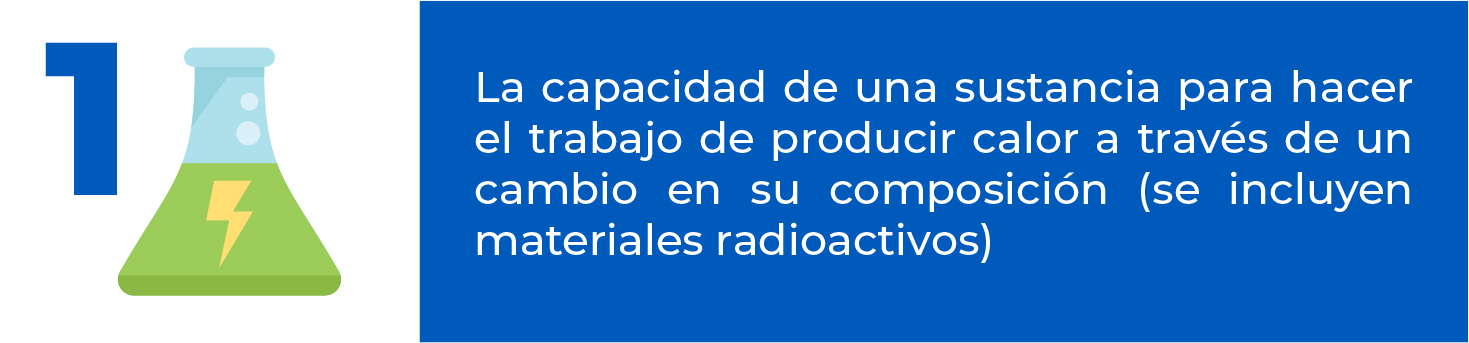 1
La capacidad de una sustancia para hacer
el trabajo de producir calor a través de un
cambio en su composición (se incluyen
materiales radioactivos)